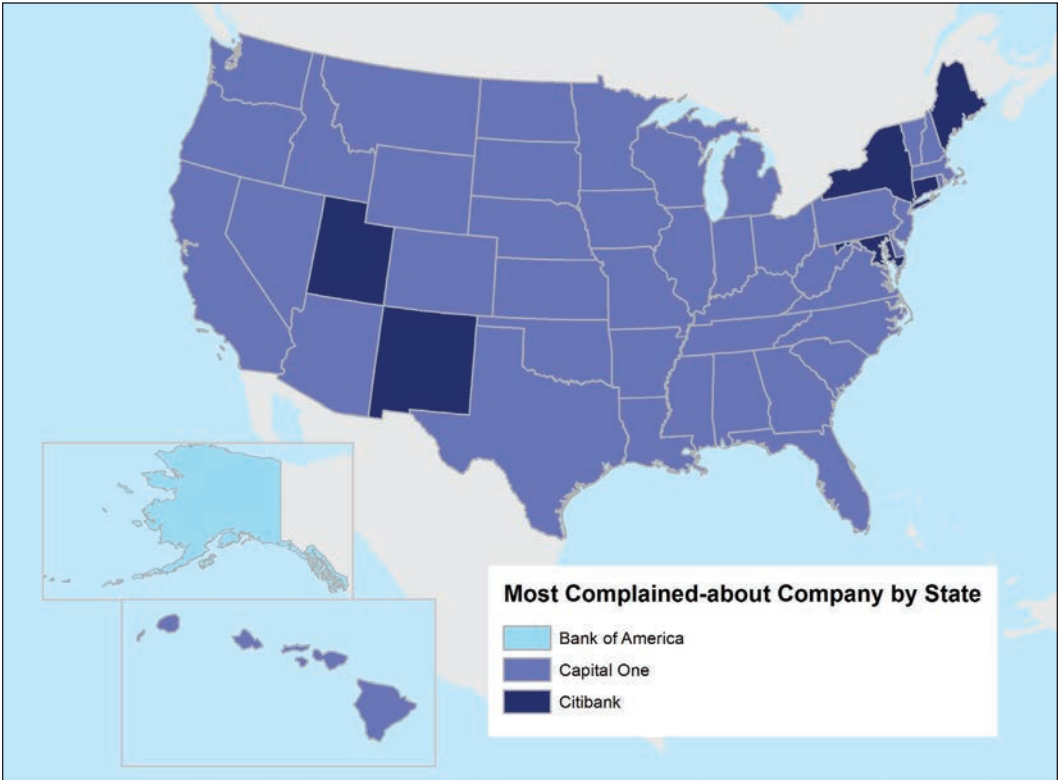 Most Complained-about Company by State
Bank of America
Capital One
Citibank